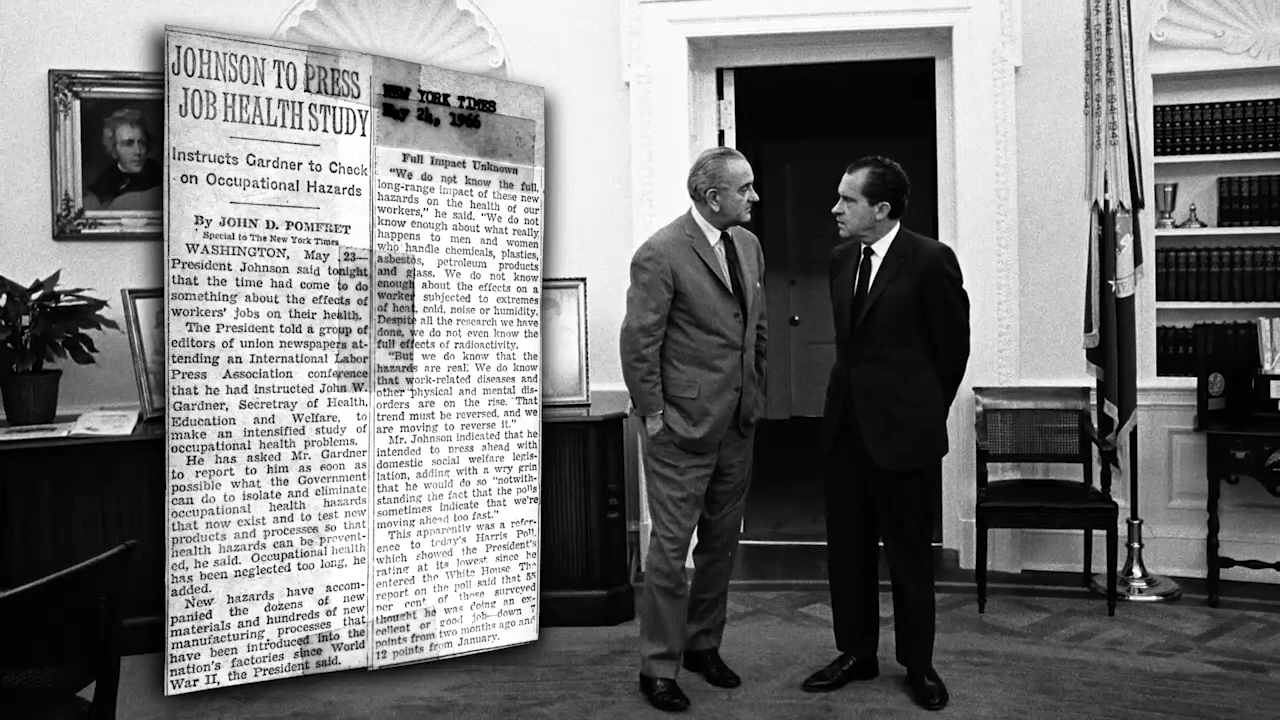 JOHNSON TO PRESS
JOB HEALTH STUDY
Instructs Gardner to Check
on Occupational Hazards
By JOHN D. POMFRET
Special to The New York Times
WASHINGTON, May 23—
President Johnson said tonight
that the time had come to do
something about the effects of
workers' jobs on their health.
The President told a group of
editors of union newspapers at-
tending an International Labor
Press Association conference
that he had instructed John W.
Gardner, Secretray of Health,
Education and Welfare, to
make an intensified study of
occupational health problems.
He has asked Mr. Gardner
to report to him as soon as
possible what the Government
can do to isolate and eliminate
occupational health hazards
that now exist and to test new
products and processes so that
health hazards can be prevent-
ed, he said. Occupational health
has been neglected too long, he
added.
New hazards have accom-
panied the dozens of new
materials and hundreds of new
manufacturing processes that
have been introduced into the
nation's factories since World
War II, the President said.
NEW YORK TIMES
May 24, 1966
Full Impact Unknown
"We do not know the full,
long-range impact of these new
hazards on the health of our
workers," he said. "We do not
know enough about what really
happens to men and women
who handle chemicals, plastics,
asbestos, petroleum products
and glass. We do not know
enough about the effects on a
worker subjected to extremes
of heat, cold, noise or humidity.
Despite all the research we have
done, we do not even know the
full effects of radioactivity.
"But we do know that the
hazards are real. We do know
that work-related diseases and
other physical and mental dis-
orders are on the rise. That
trend must be reversed, and we
are moving to reverse it."
Mr. Johnson indicated that he
intended to press ahead with
domestic social welfare legis-
lation, adding with a wry grin
that he would do so "notwith-
standing the fact that the polls
sometimes indicate that we're
moving ahead too fast."
This apparently was a refer-
ence to today's Harris Poll,
which showed the President's
rating at its lowest since he
entered the White House. The
report on the poll said that 55
per cent of those surveyed
thought he was doing an ex-
cellent or good job—down 7
points from two months ago and
12 points from January.